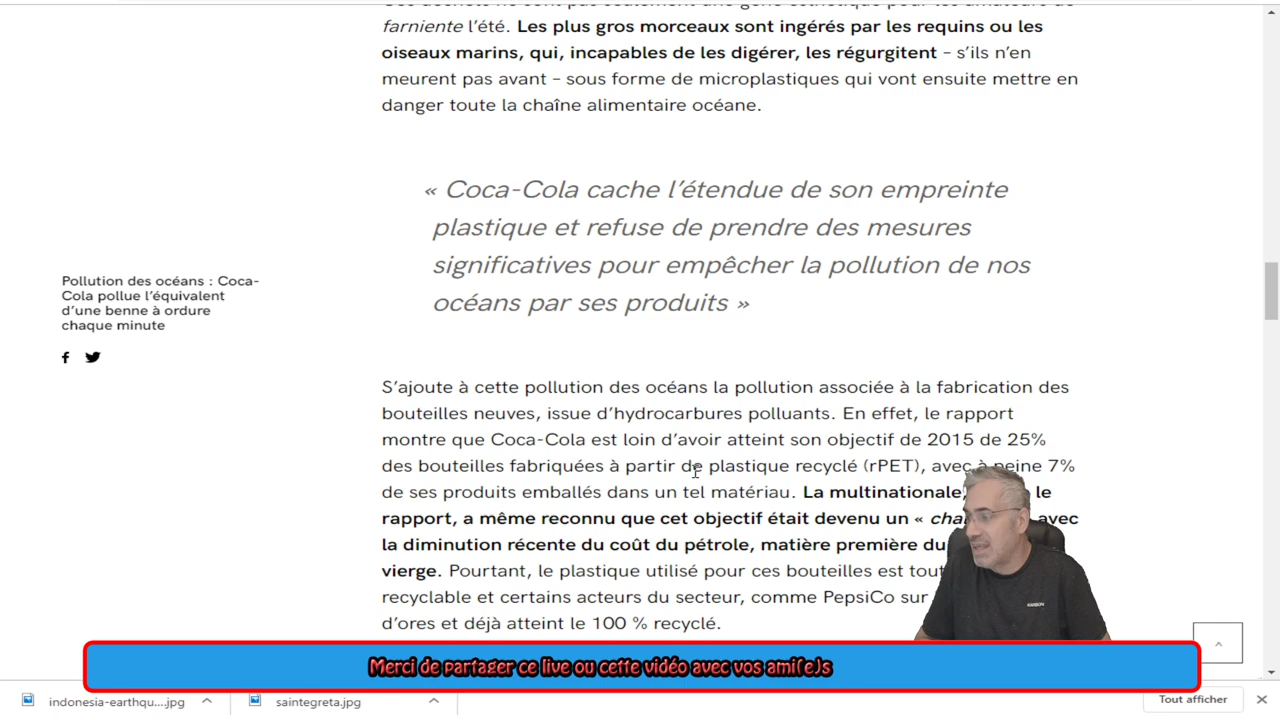 farniente l'été. Les plus gros morceaux sont ingérés par les requins ou les
oiseaux marins, qui, incapables de les digérer, les régurgitent – s'ils n'en
meurent pas avant – sous forme de microplastiques qui vont ensuite mettre en
danger toute la chaîne alimentaire océane.
« Coca-Cola cache l'étendue de son empreinte
plastique et refuse de prendre des mesures
significatives pour empêcher la pollution de nos
océans par ses produits »
Pollution des océans : Coca-
Cola pollue l'équivalent
d'une benne à ordure
chaque minute
S'ajoute à cette pollution des océans la pollution associée à la fabrication des
bouteilles neuves, issue d'hydrocarbures polluants. En effet, le rapport
montre que Coca-Cola est loin d'avoir atteint son objectif de 2015 de 25%
des bouteilles fabriquées à partir de plastique recyclé (rPET), avec à peine 7%
de ses produits emballés dans un tel matériau. La multinationale, le
rapport, a même reconnu que cet objectif était devenu un « avec
la diminution récente du coût du pétrole, matière première du
vierge. Pourtant, le plastique utilisé pour ces bouteilles est
recyclable et certains acteurs du secteur, comme PepsiCo sur
d'ores et déjà atteint le 100 % recyclé.
KARBON
Merci de partager ce live ou cette vidéo avec vos ami(e)s
indonesia-earthqu....jpg
saintegreta.jpg
Tout afficher